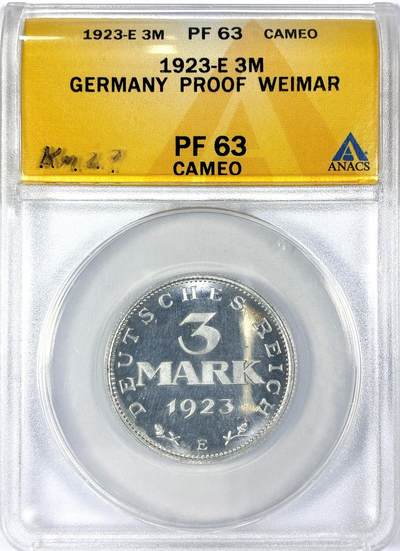 1923-E 3M PF 63 CAMEO
1923-E 3M
GERMANY PROOF WEIMAR
PF 63
CAMEO
ANACS
DEUTSCHES REICH
3
MARK
1923
E